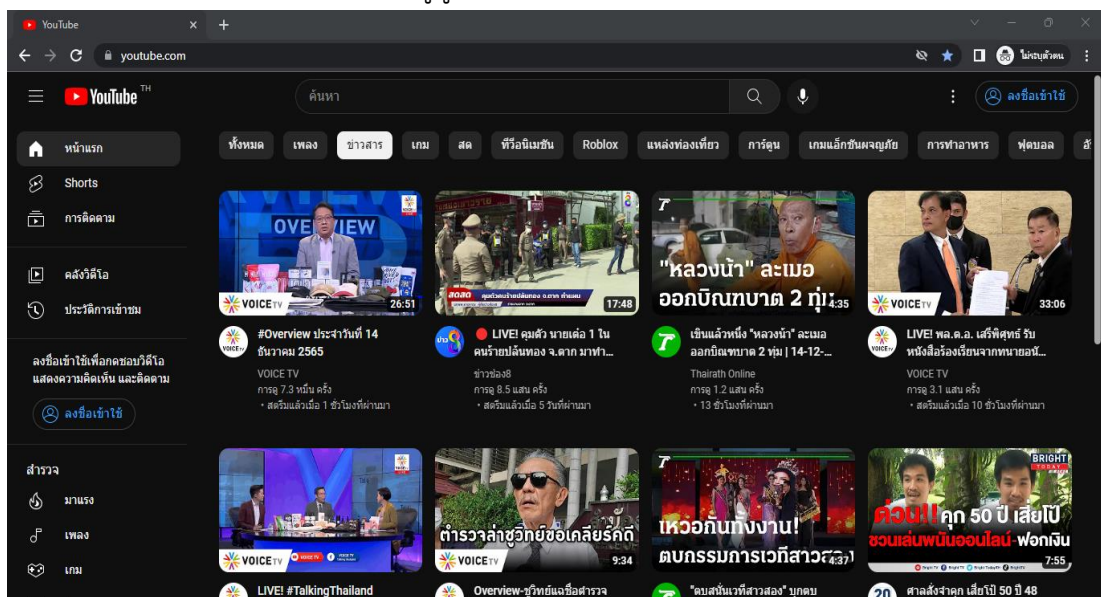 YouTube
youtube.com
ไม่ระบุตัวตน
YouTube TH
ค้นหา
ลงชื่อเข้าใช้
หน้าแรก
Shorts
การติดตาม
คลังวิดีโอ
ประวัติการเข้าชม
ลงชื่อเข้าใช้เพื่อกดชอบวิดีโอ
แสดงความคิดเห็น และติดตาม
ลงชื่อเข้าใช้
สำรวจ
มาแรง
เพลง
เกม
ทั้งหมด เพลง ข่าวสาร เกม สด ทีวีอนิเมชัน Roblox แหล่งท่องเที่ยว การ์ตูน เกมแอ็กชันผจญภัย การทำอาหาร ฟุตบอล
OVERVIEW
VOICE TV
26:51
#Overview ประจำวันที่ 14
ธันวาคม 2565
VOICE TV
การดู 7.3 หมื่น ครั้ง
• สตรีมแล้วเมื่อ 1 ชั่วโมงที่ผ่านมา
17:48
LIVE! คุมตัว นายเต่อ 1 ใน
คนร้ายปล้นทอง จ.ตาก มาทำ...
ข่าวช่อง8
การดู 8.5 แสน ครั้ง
• สตรีมแล้วเมื่อ 5 วันที่ผ่านมา
"หลวงน้า" ละเมอ
ออกบิณฑบาต 2 ทุ่ม
4:35
เข็นแล้วหนึ่ง "หลวงน้า" ละเมอ
ออกบิณฑบาต 2 ทุ่ม | 14-12-...
Thairath Online
การดู 1.2 แสน ครั้ง
• 13 ชั่วโมงที่ผ่านมา
VOICE TV
33:06
LIVE! พล.ต.อ. เสรีพิศุทธ์ รับ
หนังสือร้องเรียนจากทนายอนั...
VOICE TV
การดู 3.1 แสน ครั้ง
• สตรีมแล้วเมื่อ 10 ชั่วโมงที่ผ่านมา
VOICE TV
LIVE! #TalkingThailand
ตำรวจล่าชูวิทย์ขอเคลียร์คดี
VOICE TV
9:34
Overview-ชูวิทย์แฉชื่อตำรวจ
เหวอกันทั้งงาน!
ตบกรรมการเวทีสาวสอง
4:37
"ตบสนั่นเวทีสาวสอง" บุกตบ
BRIGHT
TODAY
ด่วน!! คุก 50 ปี เสี่ยโป้
ชวนเล่นพนันออนไลน์-ฟอกเงิน
7:55
ศาลสั่งจำคุก เสี่ยโป้ 50 ปี 48